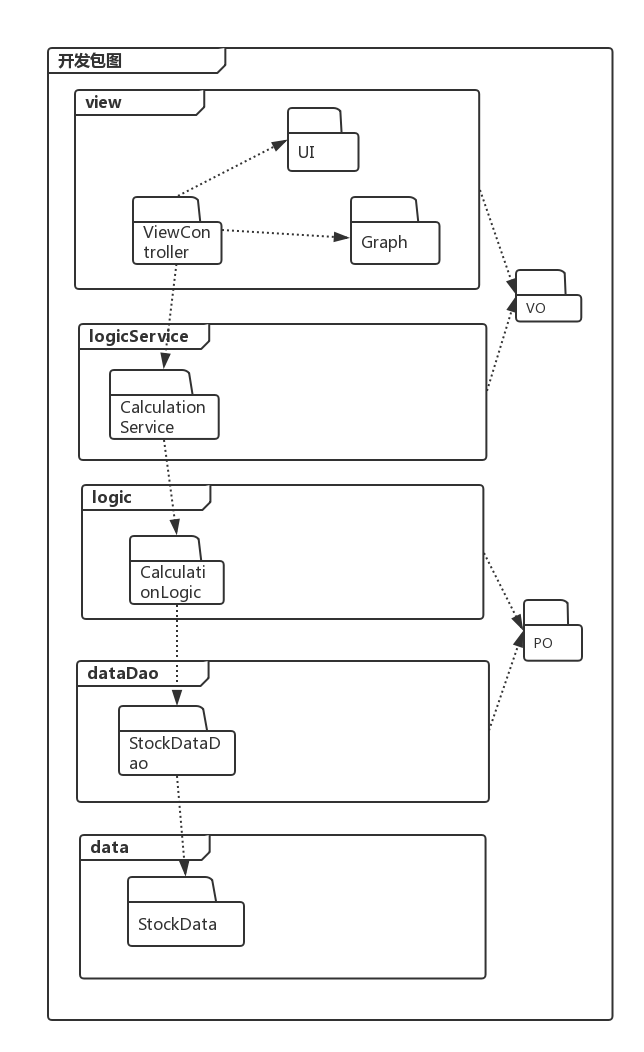 开发包图
view
UI
ViewCon
troller
Graph
VO
logicService
Calculation
Service
logic
Calculati
onLogic
PO
dataDao
StockDataD
ao
data
StockData